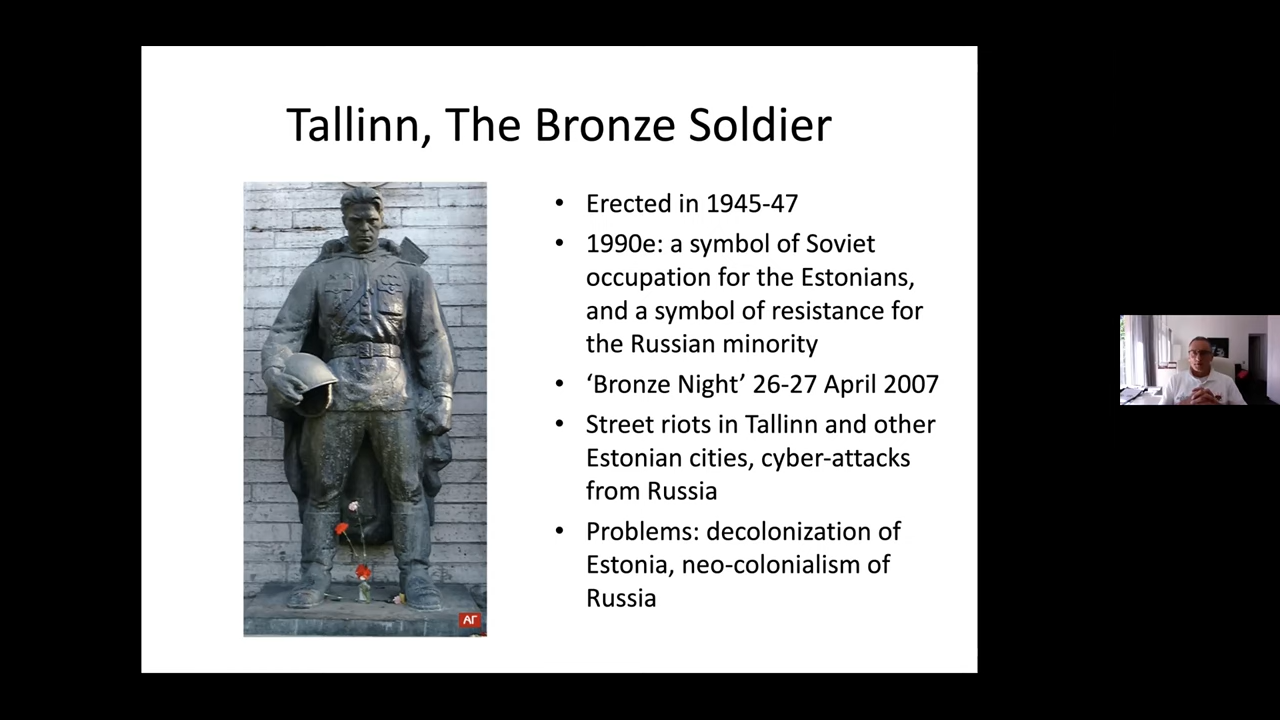 Tallinn, The Bronze Soldier
• Erected in 1945-47
• 1990e: a symbol of Soviet
occupation for the Estonians,
and a symbol of resistance for
the Russian minority
• ‘Bronze Night’ 26-27 April 2007
• Street riots in Tallinn and other
Estonian cities, cyber-attacks
from Russia
• Problems: decolonization of
Estonia, neo-colonialism of
Russia
АГ